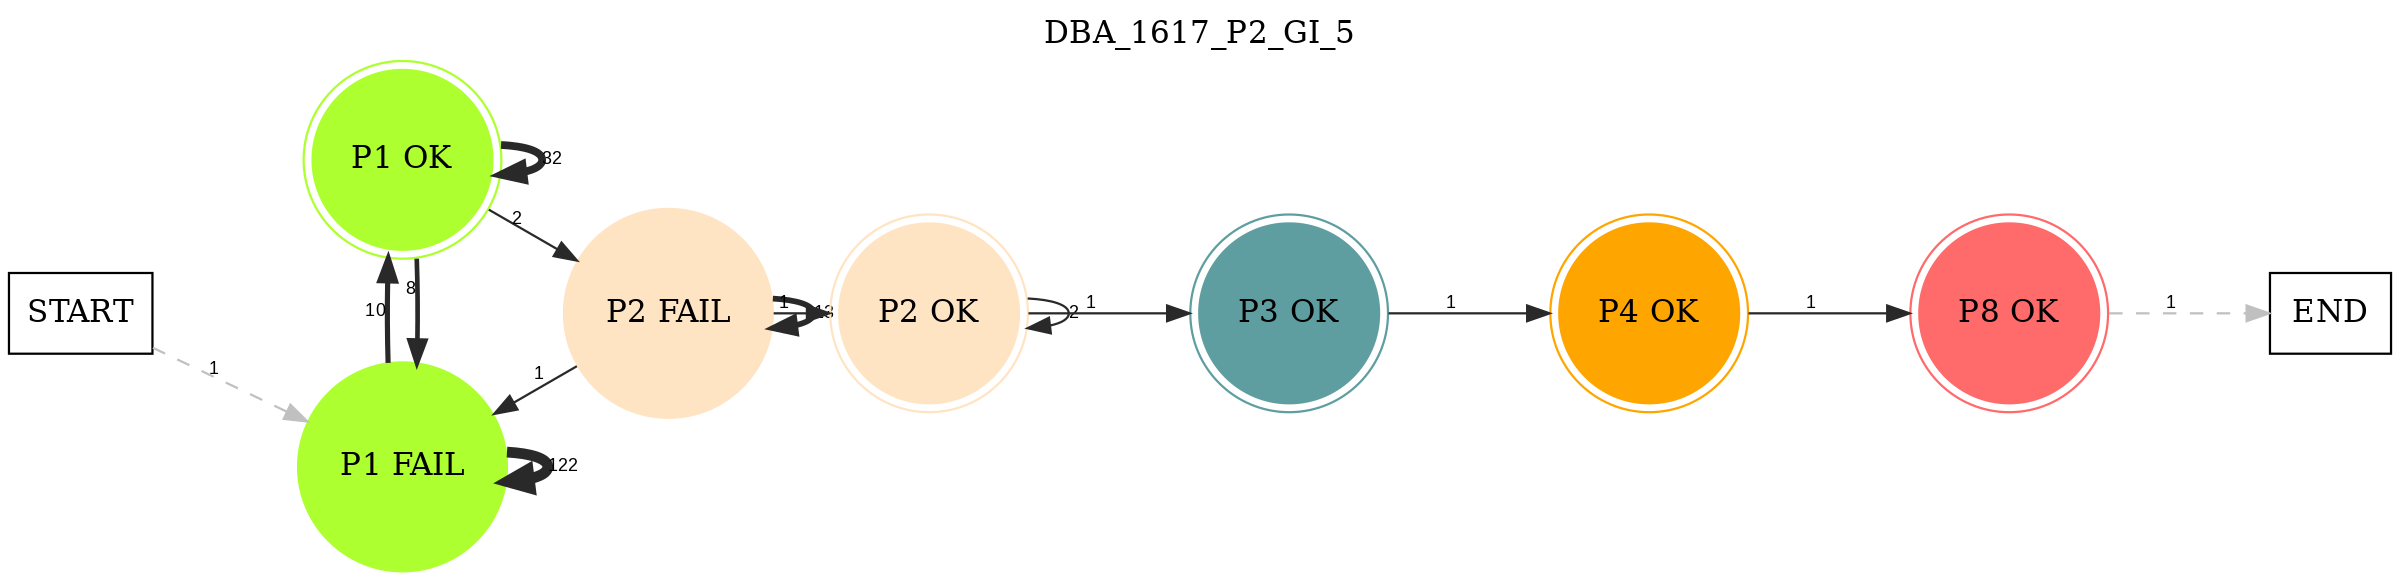 DBA_1617_P2_GI_5
P1 OK
32
2
8
10
START
1
P2 FAIL
1
P2 OK
2
1
P3 OK
1
P4 OK
1
P8 OK
1
END
1
P1 FAIL
122